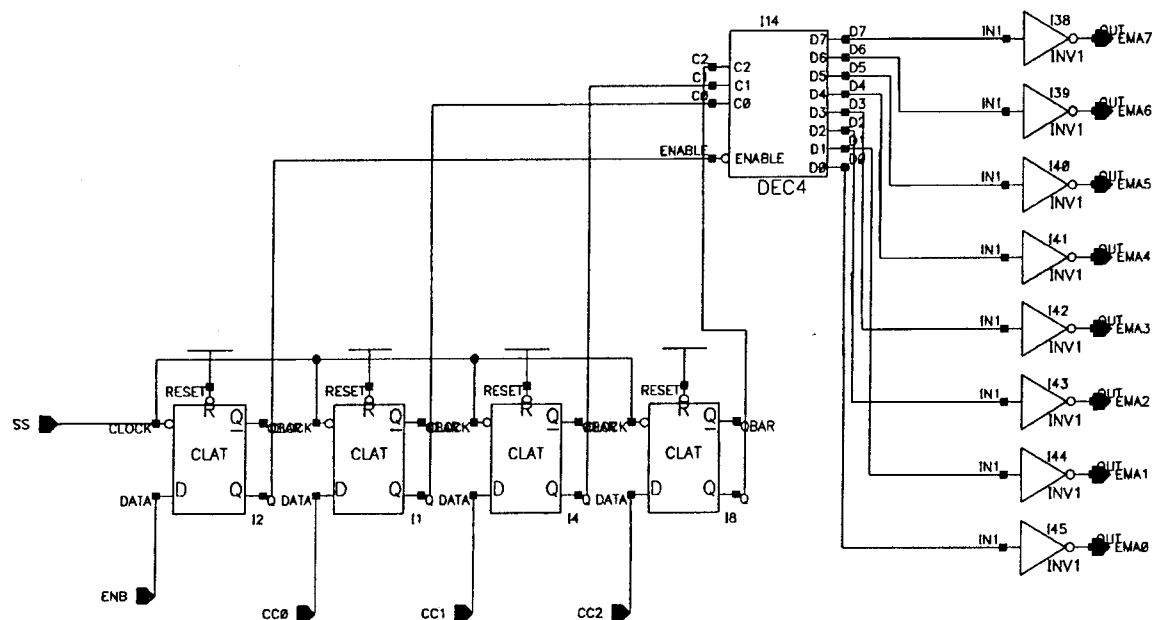 I14
DEC4
C2
C1
C0
ENABLE
C2
C1
C0
ENABLE
D7
D6
D5
D4
D3
D2
D1
D0
D7
D6
D5
D4
D3
D2
D1
D0
IN1 I38 INV1 OUT EMA7
IN1 I39 INV1 OUT EMA6
IN1 I40 INV1 OUT EMA5
IN1 I41 INV1 OUT EMA4
IN1 I42 INV1 OUT EMA3
IN1 I43 INV1 OUT EMA2
IN1 I44 INV1 OUT EMA1
IN1 I45 INV1 OUT EMA0
RESET RESET RESET RESET
R Q R Q R Q R Q
SS CLOCK QBAR
CLAT CLAT CLAT CLAT
DATA D Q Q DATA D Q Q DATA D Q Q DATA D Q Q
I2 I1 I4 I8
ENB CC0 CC1 CC2